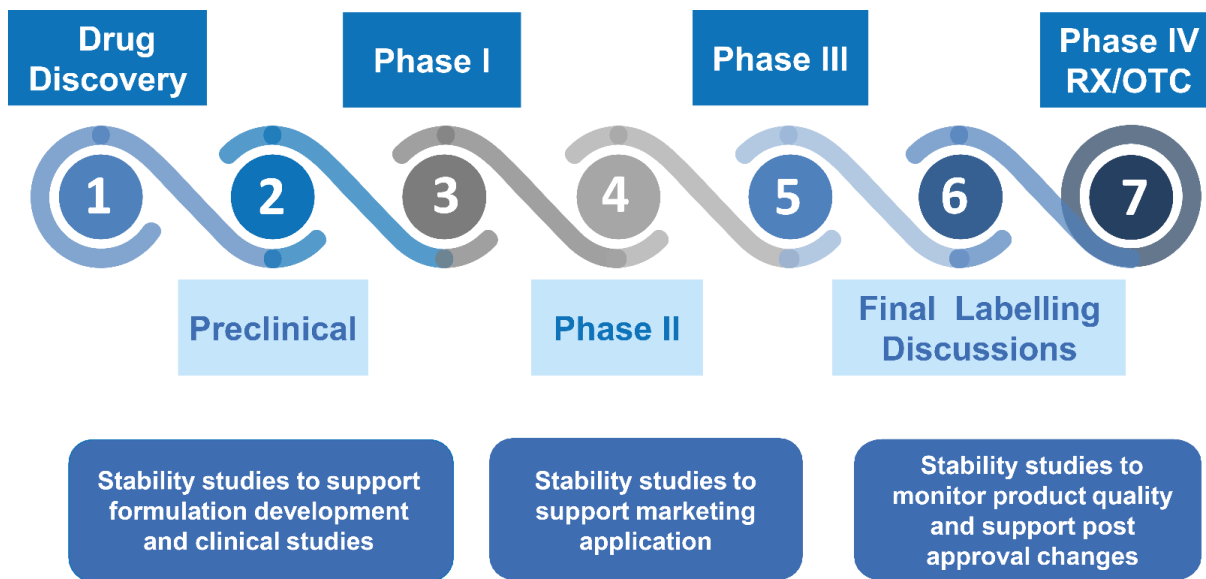 Drug
Discovery
Phase I
Phase III
Phase IV
RX/OTC
1
2
3
4
5
6
7
Preclinical
Phase II
Final Labelling
Discussions
Stability studies to support
formulation development
and clinical studies
Stability studies to
support marketing
application
Stability studies to
monitor product quality
and support post
approval changes